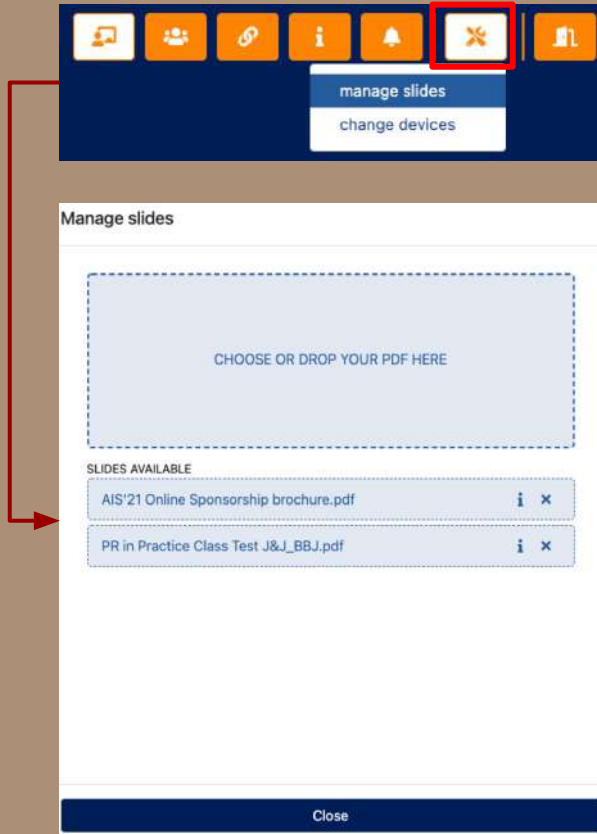 manage slides
change devices
Manage slides
CHOOSE OR DROP YOUR PDF HERE
SLIDES AVAILABLE
AIS'21 Online Sponsorship brochure.pdf
PR in Practice Class Test J&J_BBJ.pdf
Close